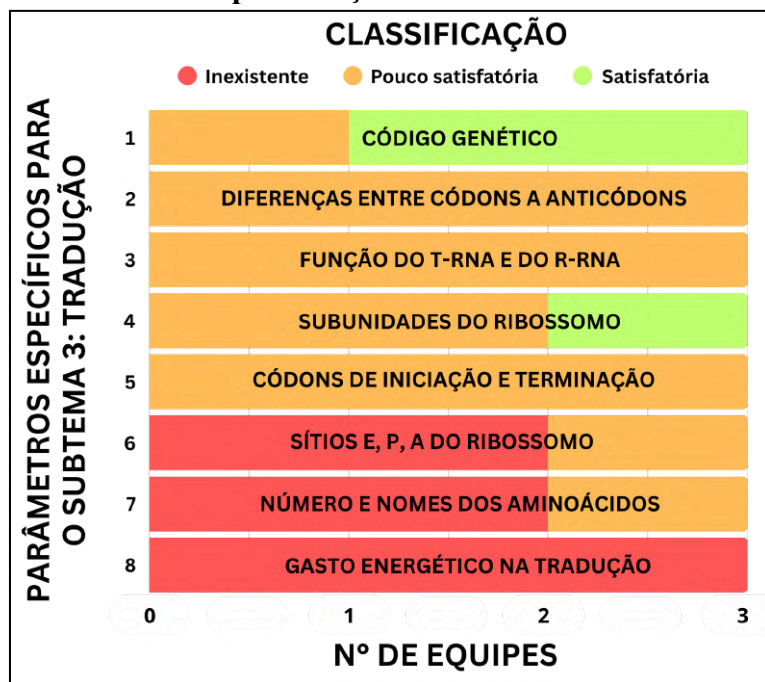 CLASSIFICAÇÃO
Inexistente Pouco satisfatória Satisfatória
PARÂMETROS ESPECÍFICOS PARA
O SUBTEMA 3: TRADUÇÃO
1 CÓDIGO GENÉTICO
2 DIFERENÇAS ENTRE CÓDONS A ANTICÓDONS
3 FUNÇÃO DO T-RNA E DO R-RNA
4 SUBUNIDADES DO RIBOSSOMO
5 CÓDONS DE INICIAÇÃO E TERMINAÇÃO
6 SÍTIOS E, P, A DO RIBOSSOMO
7 NÚMERO E NOMES DOS AMINOÁCIDOS
8 GASTO ENERGÉTICO NA TRADUÇÃO
0 1 2 3
N° DE EQUIPES